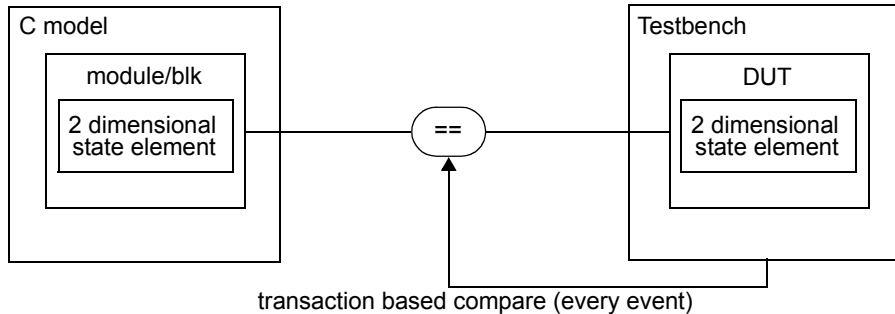 C model
module/blk
2 dimensional
state element
==
Testbench
DUT
2 dimensional
state element
transaction based compare (every event)